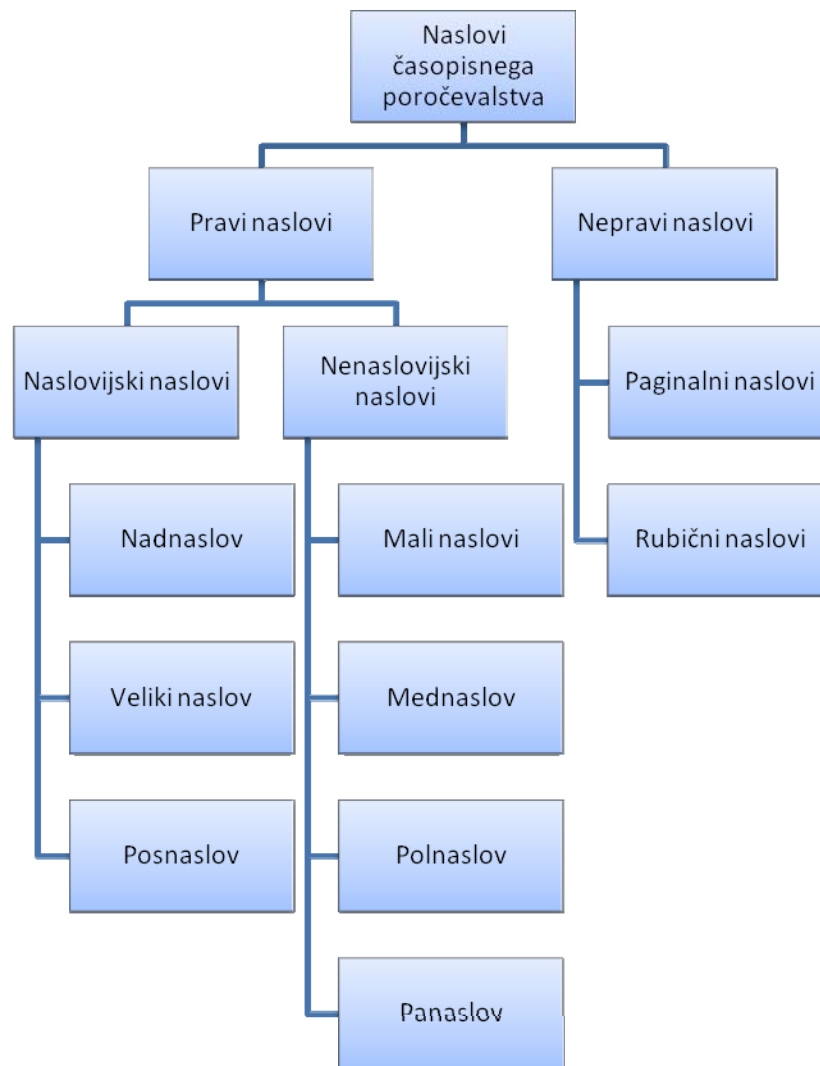 Naslovi
časopisnega
poročevalstva
Pravi naslovi
Nepravi naslovi
Naslovijski naslovi
Nenaslovijski
naslovi
Paginalni naslovi
Nadnaslov
Mali naslovi
Rubični naslovi
Veliki naslov
Mednaslov
Posnaslov
Polnaslov
Panaslov